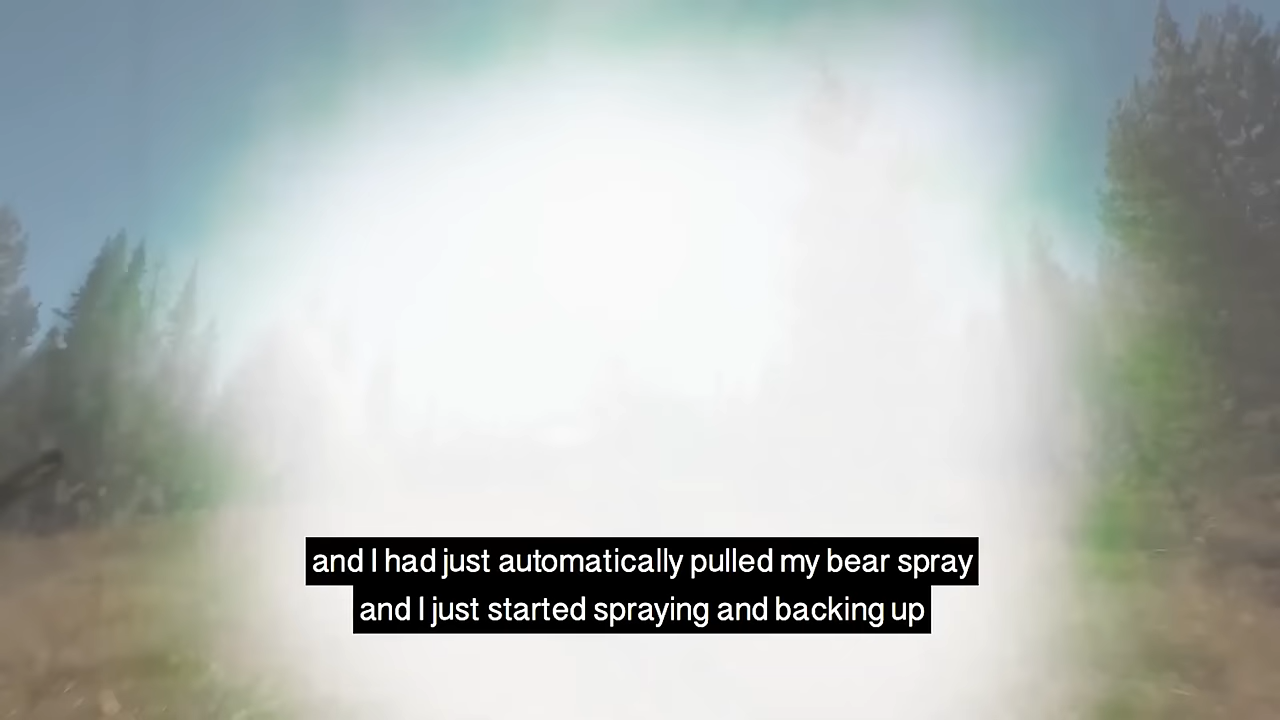 and I had just automatically pulled my bear spray
and I just started spraying and backing up